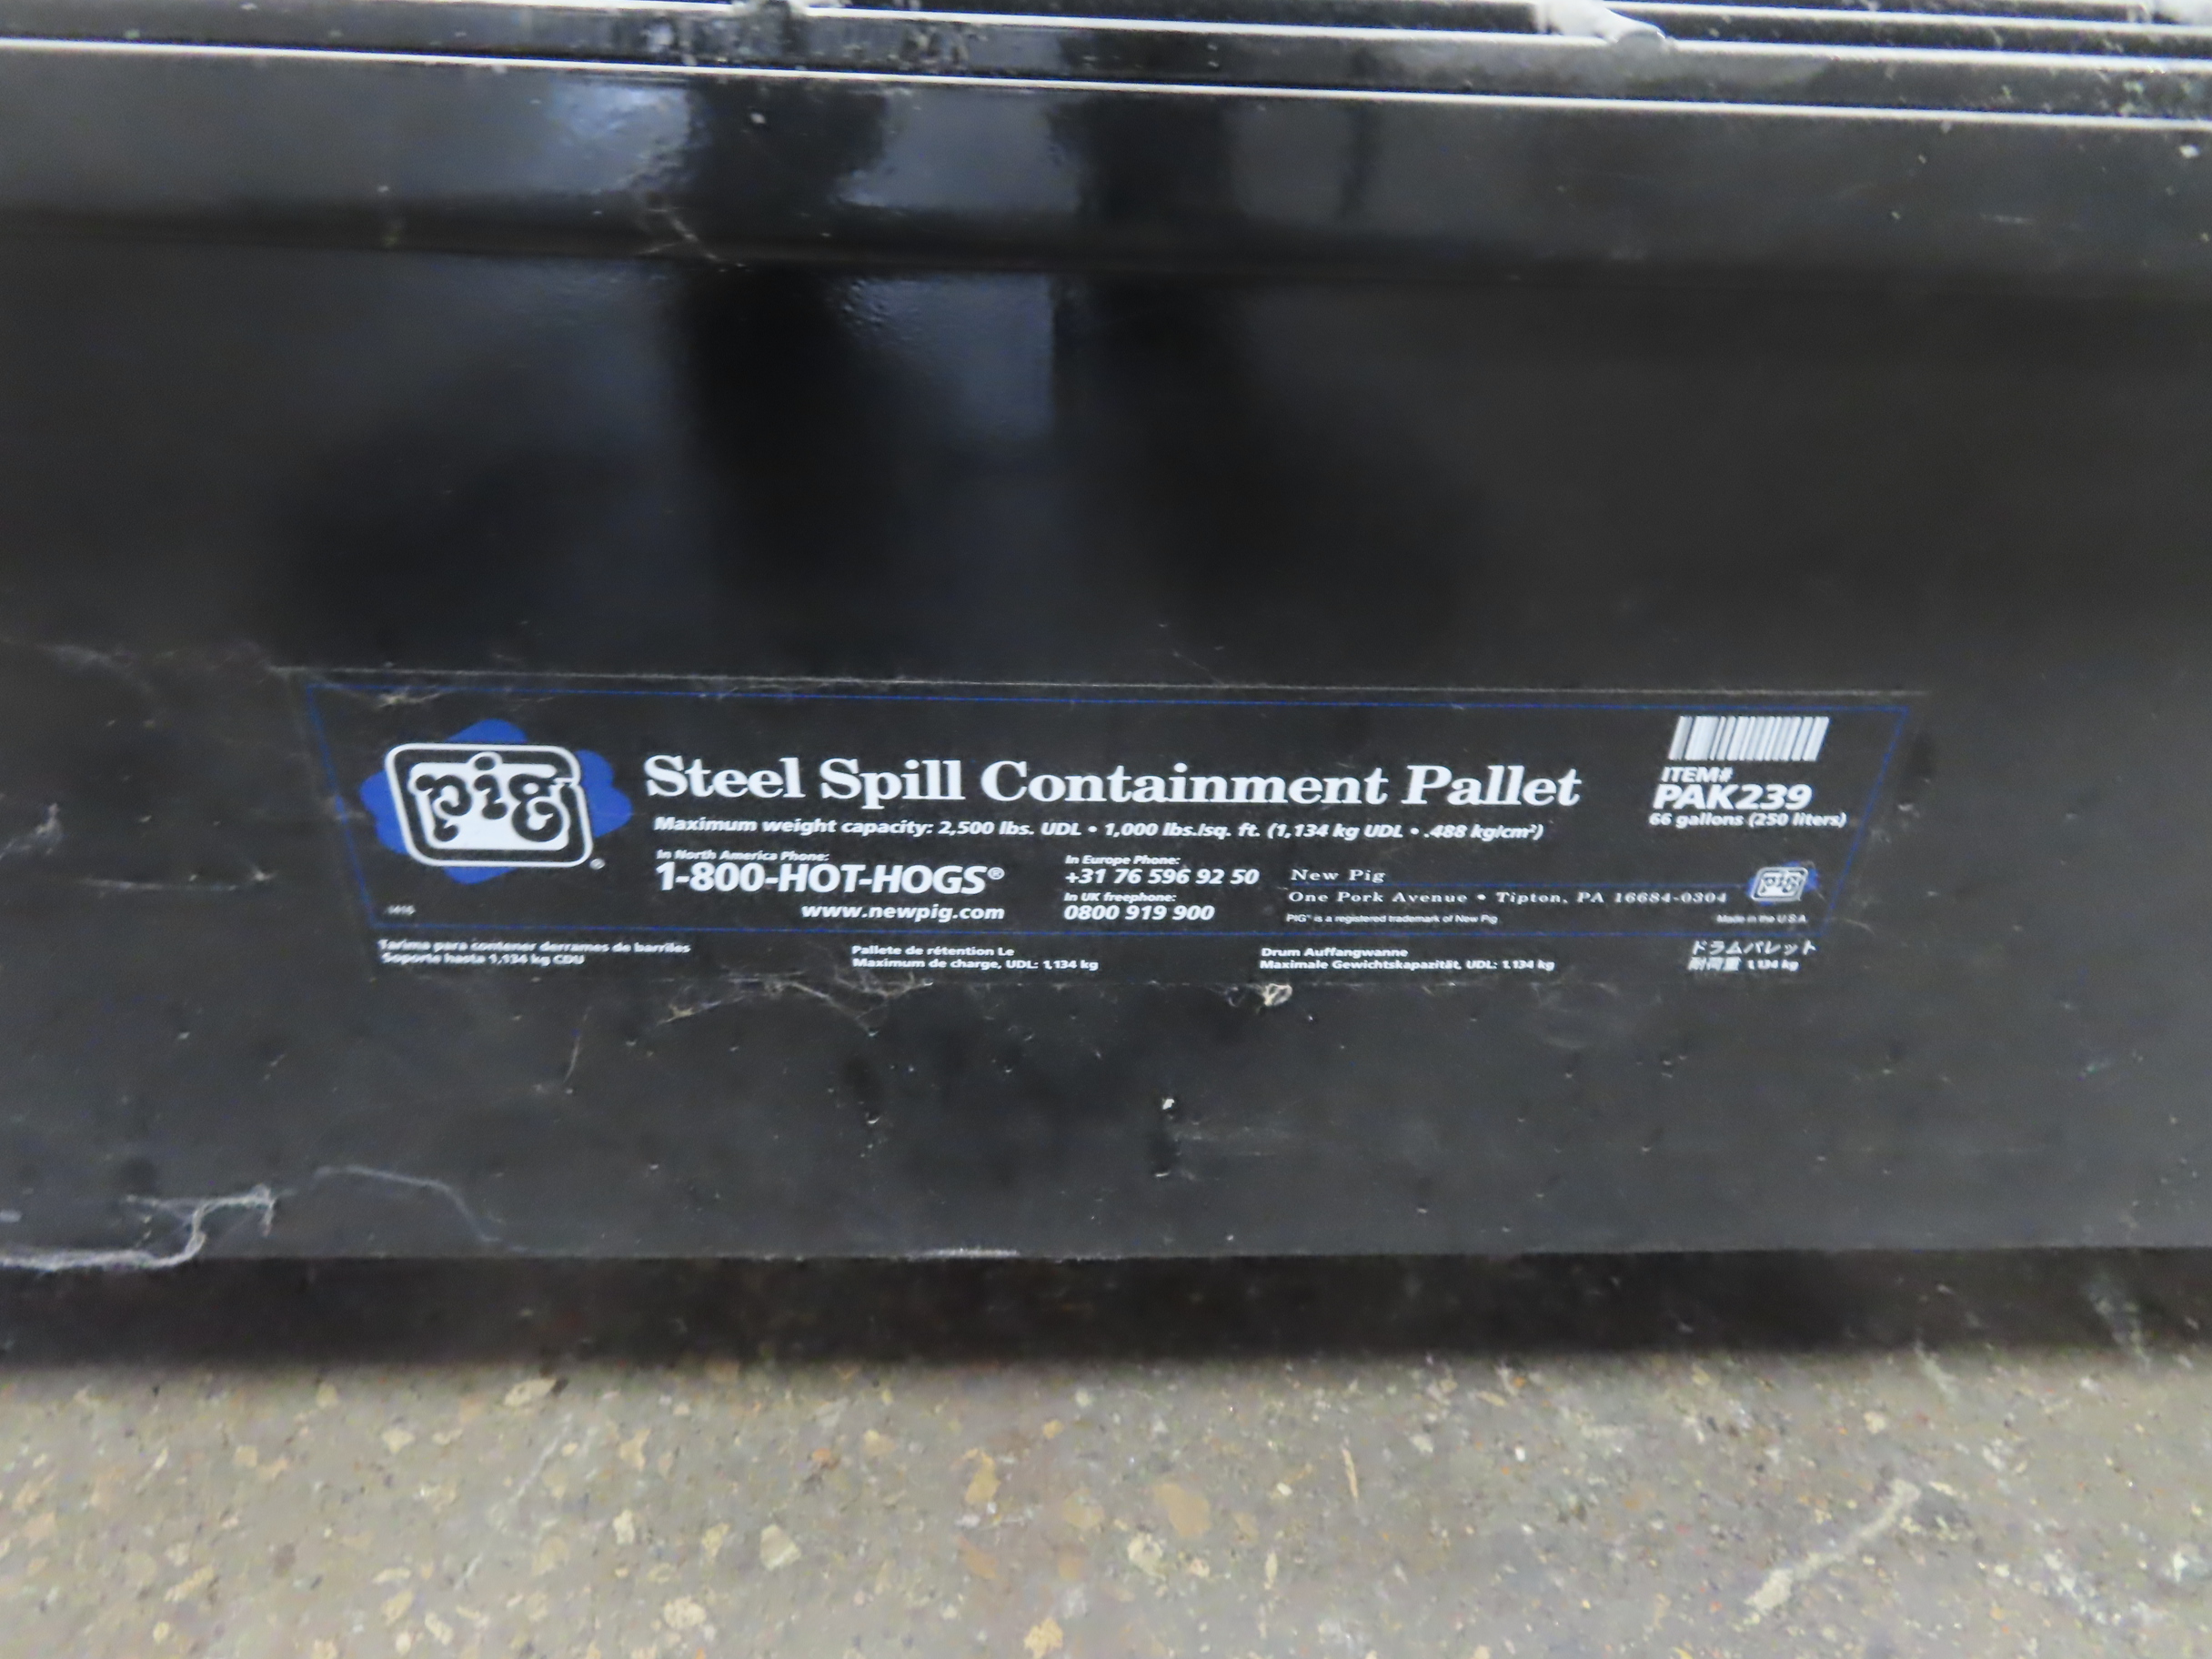 pig®
Steel Spill Containment Pallet
Maximum weight capacity: 2,500 lbs. UDL • 1,000 lbs./sq. ft. (1,134 kg UDL • .488 kg/cm²)
In North America Phone:
1-800-HOT-HOGS®
www.newpig.com
In Europe Phone:
+31 76 596 92 50
In UK freephone:
0800 919 900
New Pig
One Pork Avenue • Tipton, PA 16684-0304
PIG® is a registered trademark of New Pig
ITEM#
PAK239
66 gallons (250 liters)
pig
Made in the U.S.A.
Tarima para contener derrames de barriles
Soporte hasta 1,134 kg CDU
Pallete de rétention Le
Maximum de charge, UDL: 1,134 kg
Drum Auffangwanne
Maximale Gewichtskapazität, UDL: 1.134 kg
ドラムパレット
耐荷重 1,134 kg